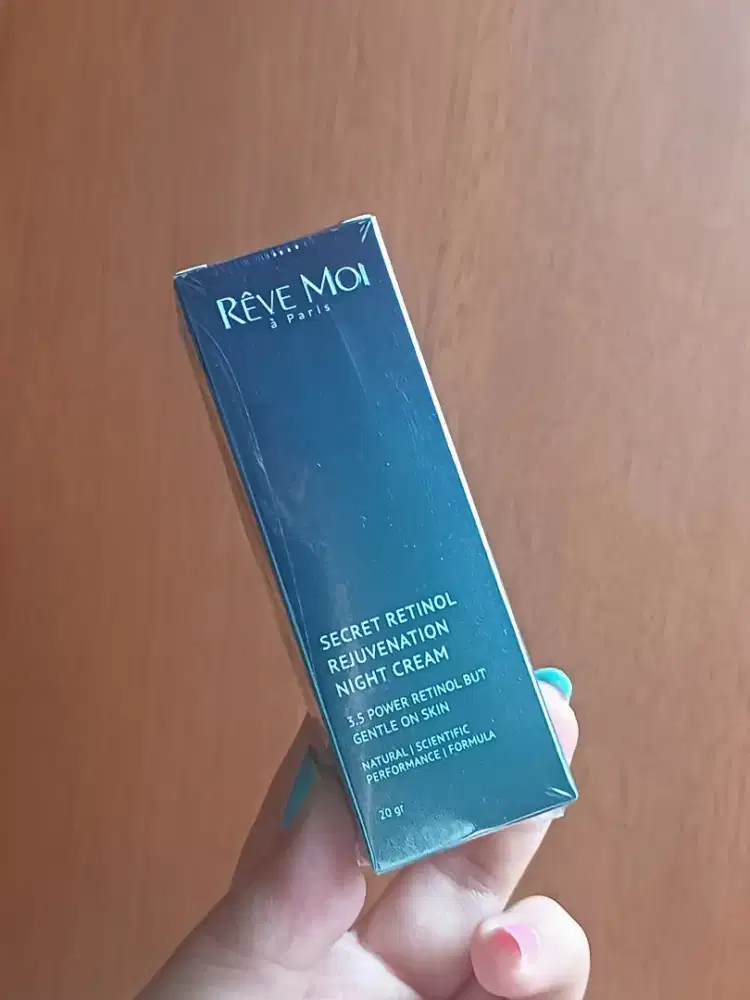 RÊVE MOI
à Paris
SECRET RETINOL
REJUVENATION
NIGHT CREAM
3.5 POWER RETINOL BUT
GENTLE ON SKIN
NATURAL | SCIENTIFIC
PERFORMANCE | FORMULA
20 gr